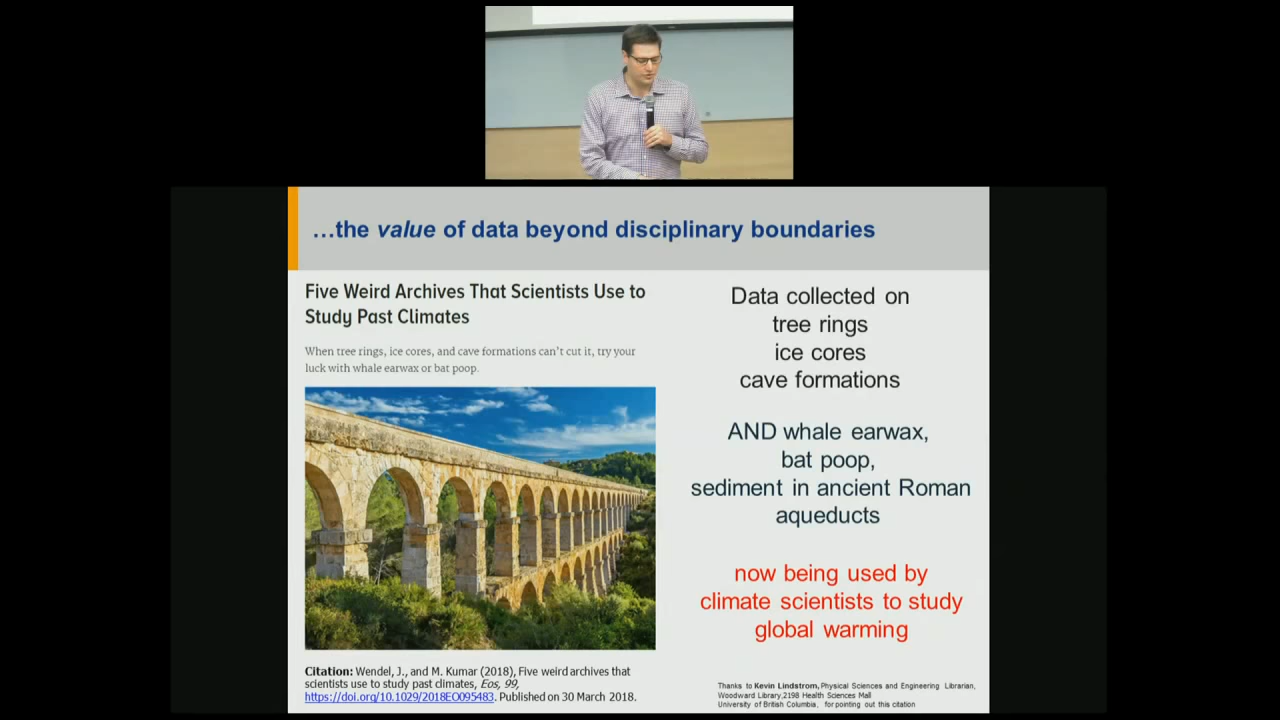 …the value of data beyond disciplinary boundaries
Five Weird Archives That Scientists Use to
Study Past Climates
When tree rings, ice cores, and cave formations can't cut it, try your
luck with whale earwax or bat poop.
Citation: Wendel, J., and M. Kumar (2018), Five weird archives that
scientists use to study past climates, Eos, 99,
https://doi.org/10.1029/2018EO095483. Published on 30 March 2018.
Data collected on
tree rings
ice cores
cave formations
AND whale earwax,
bat poop,
sediment in ancient Roman
aqueducts
now being used by
climate scientists to study
global warming
Thanks to Kevin Lindstrom, Physical Sciences and Engineering Librarian,
Woodward Library,2198 Health Sciences Mall
University of British Columbia, for pointing out this citation